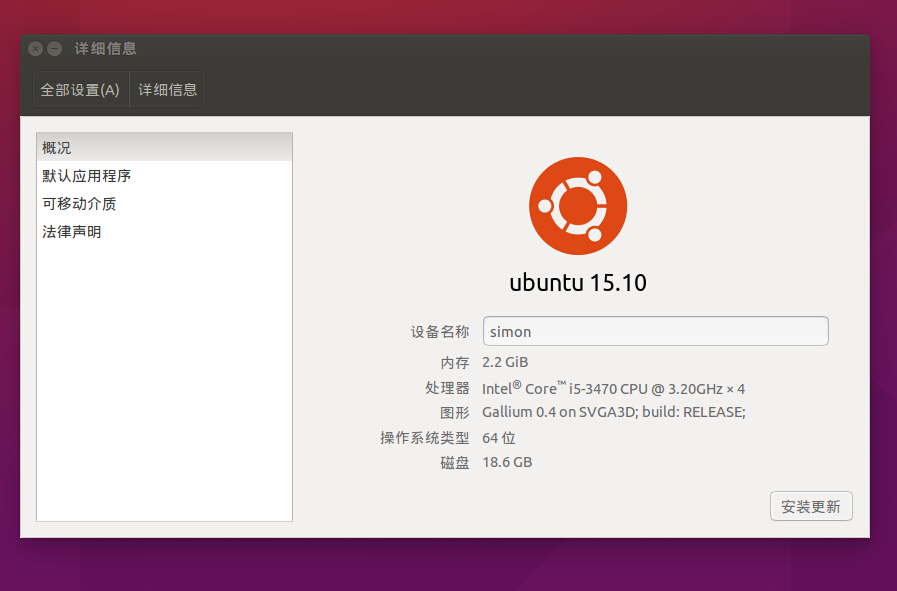 详细信息
全部设置(A) 详细信息
概况
默认应用程序
可移动介质
法律声明
ubuntu 15.10
设备名称 simon
内存 2.2 GiB
处理器 Intel® Core™ i5-3470 CPU @ 3.20GHz × 4
图形 Gallium 0.4 on SVGA3D; build: RELEASE;
操作系统类型 64 位
磁盘 18.6 GB
安装更新